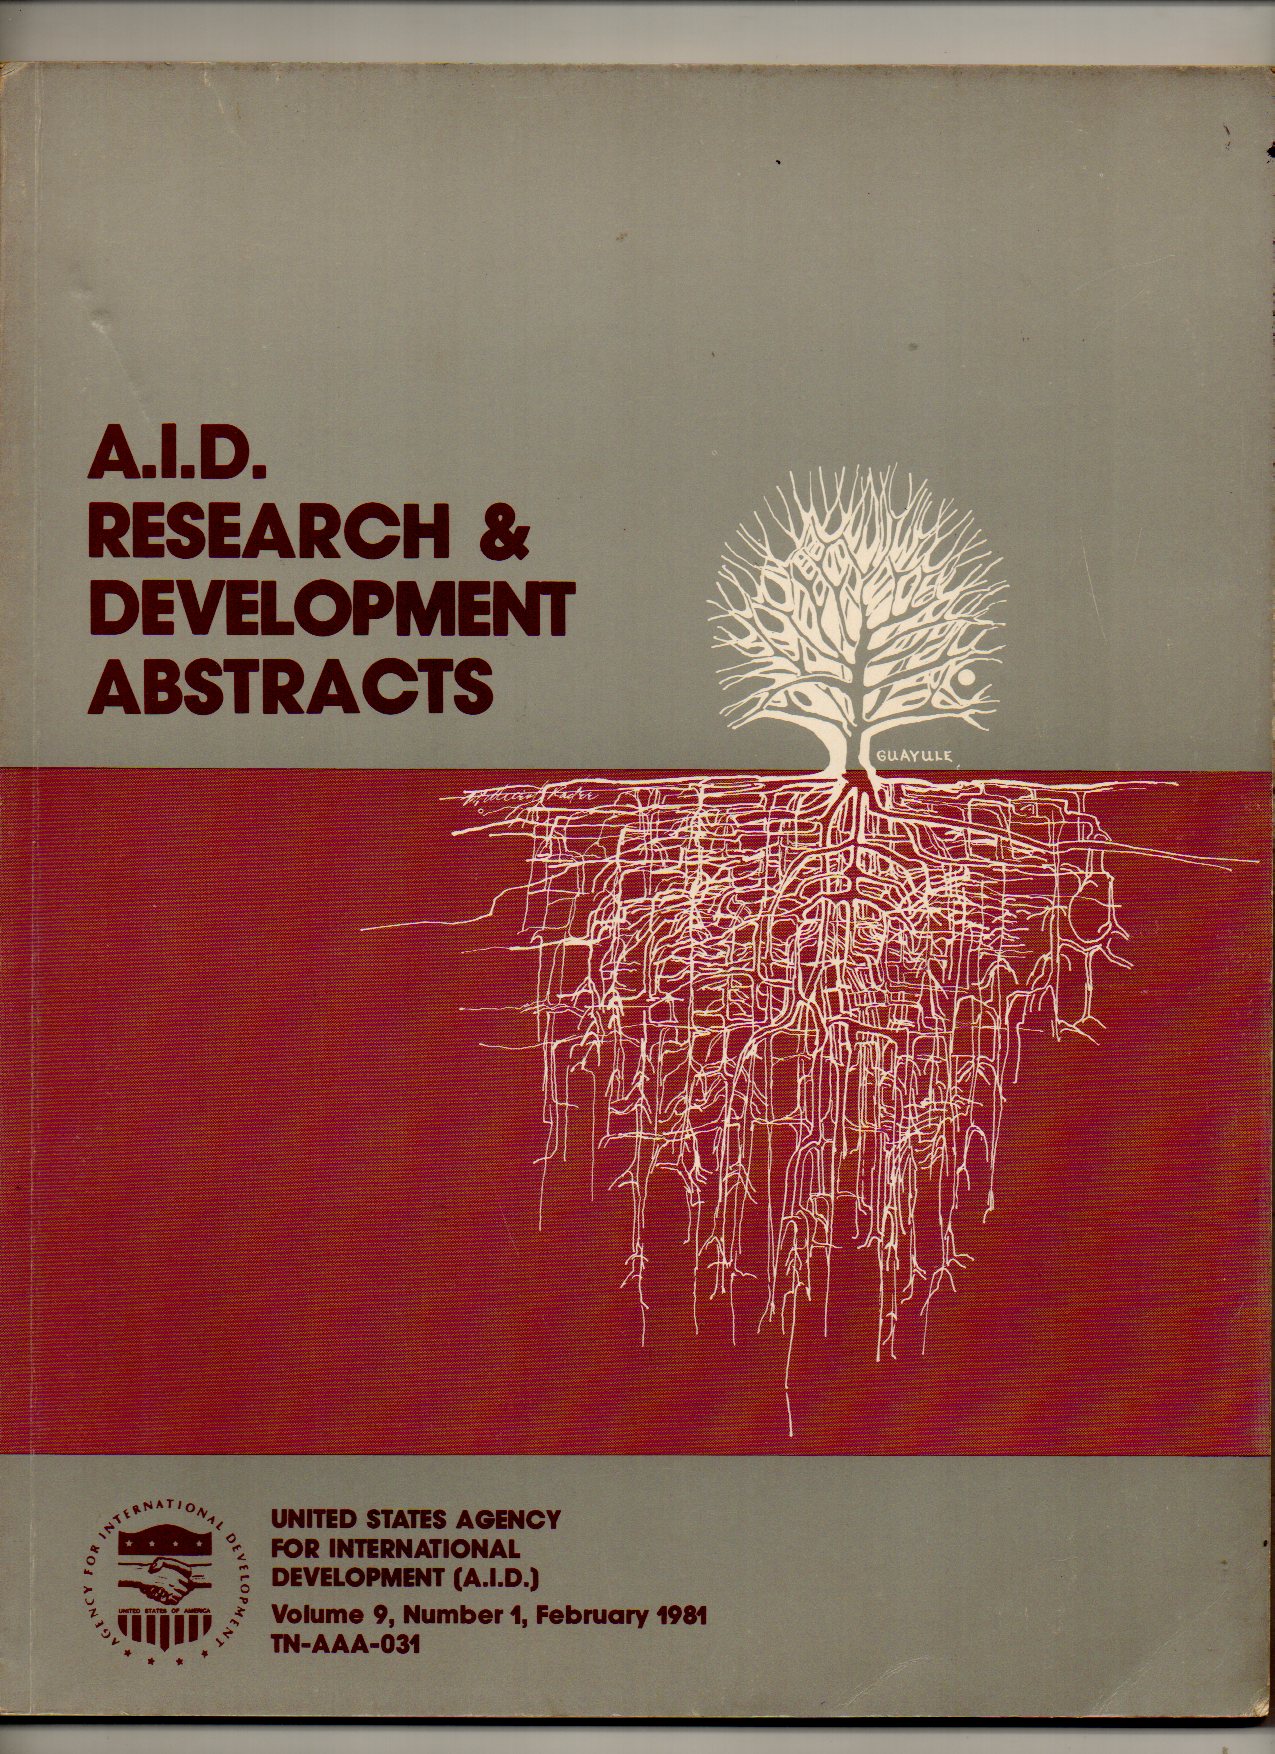 A.I.D.
RESEARCH &
DEVELOPMENT
ABSTRACTS
GUAYULE
AGENCY FOR INTERNATIONAL DEVELOPMENT
UNITED STATES OF AMERICA
UNITED STATES AGENCY
FOR INTERNATIONAL
DEVELOPMENT (A.I.D.)
Volume 9, Number 1, February 1981
TN-AAA-031